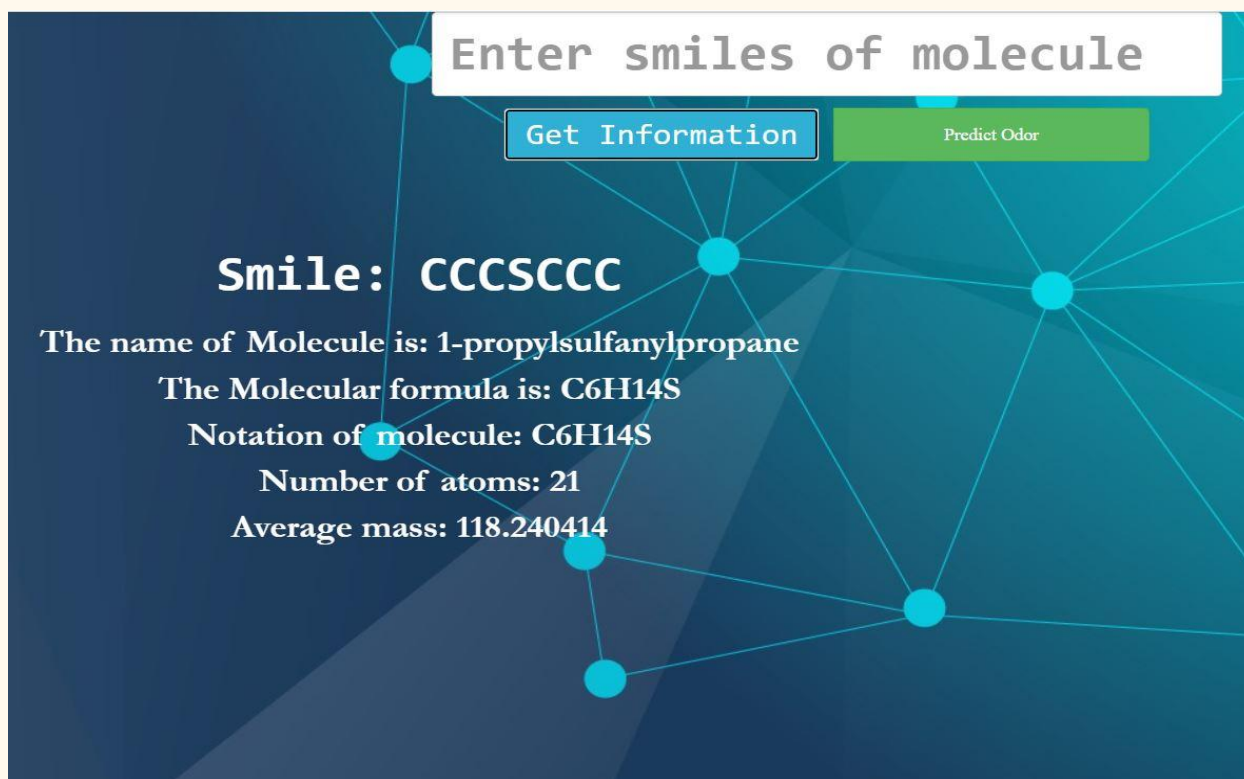 Enter smiles of molecule
Get Information
Predict Odor
Smile: CCCSCCC
The name of Molecule is: 1-propylsulfanylpropane
The Molecular formula is: C6H14S
Notation of molecule: C6H14S
Number of atoms: 21
Average mass: 118.240414